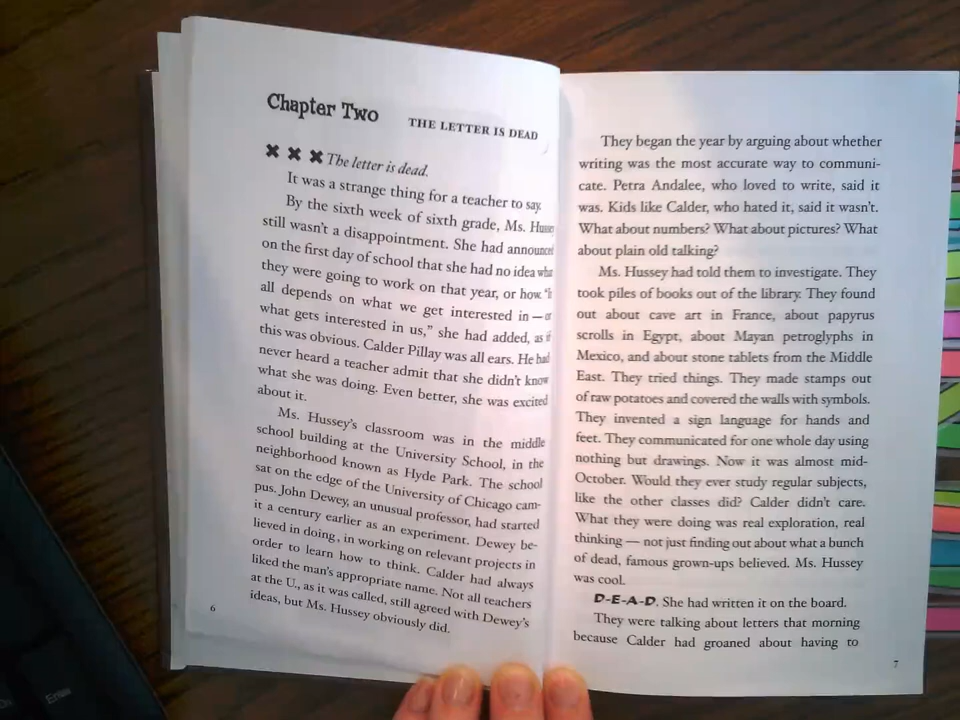 Chapter Two THE LETTER IS DEAD
✖ ✖ ✖ The letter is dead.
It was a strange thing for a teacher to say.
By the sixth week of sixth grade, Ms. Hussey
still wasn't a disappointment. She had announced
on the first day of school that she had no idea what
they were going to work on that year, or how. "It
all depends on what we get interested in — or
what gets interested in us," she had added, as if
this was obvious. Calder Pillay was all ears. He had
never heard a teacher admit that she didn't know
what she was doing. Even better, she was excited
about it.
Ms. Hussey's classroom was in the middle
school building at the University School, in the
neighborhood known as Hyde Park. The school
sat on the edge of the University of Chicago cam-
pus. John Dewey, an unusual professor, had started
it a century earlier as an experiment. Dewey be-
lieved in doing, in working on relevant projects in
order to learn how to think. Calder had always
liked the man's appropriate name. Not all teachers
at the U., as it was called, still agreed with Dewey's
ideas, but Ms. Hussey obviously did.
6
They began the year by arguing about whether
writing was the most accurate way to communi-
cate. Petra Andalee, who loved to write, said it
was. Kids like Calder, who hated it, said it wasn't.
What about numbers? What about pictures? What
about plain old talking?
Ms. Hussey had told them to investigate. They
took piles of books out of the library. They found
out about cave art in France, about papyrus
scrolls in Egypt, about Mayan petroglyphs in
Mexico, and about stone tablets from the Middle
East. They tried things. They made stamps out
of raw potatoes and covered the walls with symbols.
They invented a sign language for hands and
feet. They communicated for one whole day using
nothing but drawings. Now it was almost mid-
October. Would they ever study regular subjects,
like the other classes did? Calder didn't care.
What they were doing was real exploration, real
thinking — not just finding out about what a bunch
of dead, famous grown-ups believed. Ms. Hussey
was cool.
D-E-A-D. She had written it on the board.
They were talking about letters that morning
because Calder had groaned about having to
7
Enter